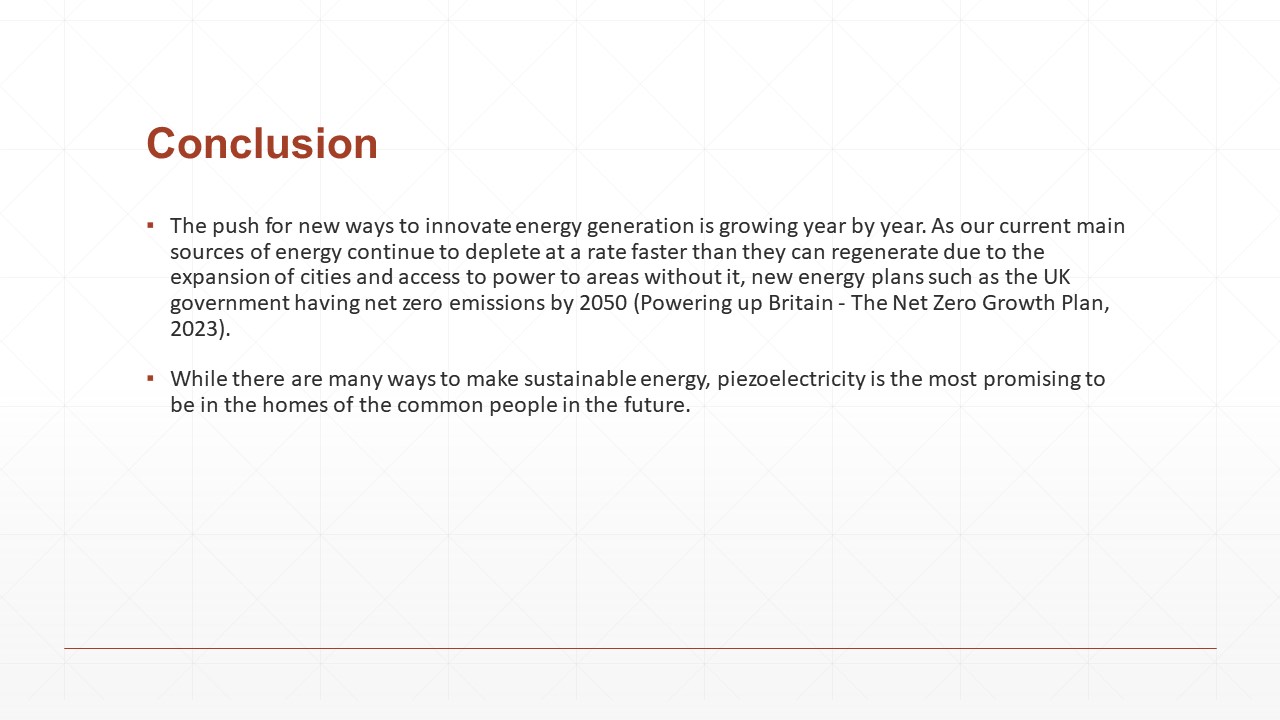 Conclusion
▪ The push for new ways to innovate energy generation is growing year by year. As our current main
sources of energy continue to deplete at a rate faster than they can regenerate due to the
expansion of cities and access to power to areas without it, new energy plans such as the UK
government having net zero emissions by 2050 (Powering up Britain - The Net Zero Growth Plan,
2023).
▪ While there are many ways to make sustainable energy, piezoelectricity is the most promising to
be in the homes of the common people in the future.